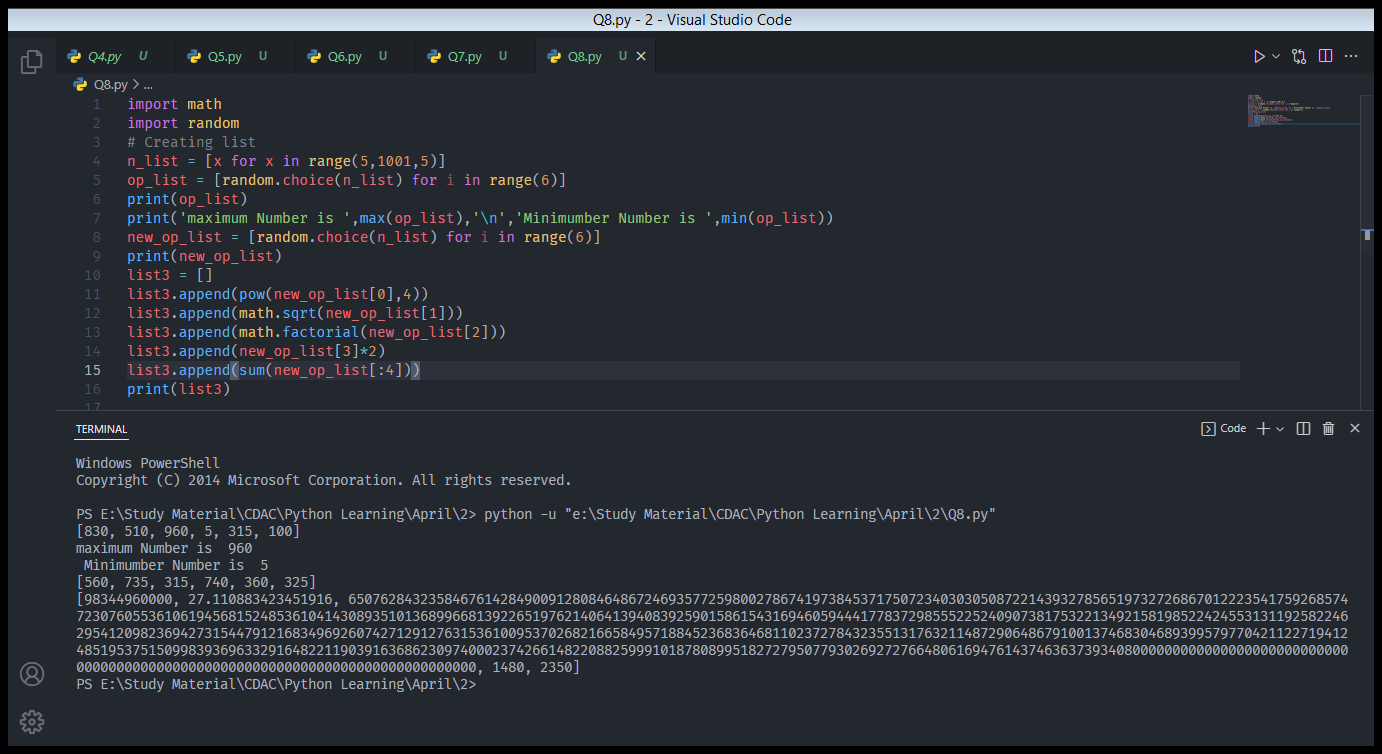 Q8.py - 2 - Visual Studio Code
Q4.py U Q5.py U Q6.py U Q7.py U Q8.py U
Q8.py > ...
1 import math
2 import random
3 # Creating list
4 n_list = [x for x in range(5,1001,5)]
5 op_list = [random.choice(n_list) for i in range(6)]
6 print(op_list)
7 print('maximum Number is ',max(op_list),'\n','Minimumber Number is ',min(op_list))
8 new_op_list = [random.choice(n_list) for i in range(6)]
9 print(new_op_list)
10 list3 = []
11 list3.append(pow(new_op_list[0],4))
12 list3.append(math.sqrt(new_op_list[1]))
13 list3.append(math.factorial(new_op_list[2]))
14 list3.append(new_op_list[3]*2)
15 list3.append(sum(new_op_list[:4]))
16 print(list3)
17
TERMINAL
Code
Windows PowerShell
Copyright (C) 2014 Microsoft Corporation. All rights reserved.
PS E:\Study Material\CDAC\Python Learning\April\2> python -u "e:\Study Material\CDAC\Python Learning\April\2\Q8.py"
[830, 510, 960, 5, 315, 100]
maximum Number is  960
 Minimumber Number is  5
[560, 735, 315, 740, 360, 325]
[98344960000, 27.110883423451916,
, 1480, 2350]
PS E:\Study Material\CDAC\Python Learning\April\2>